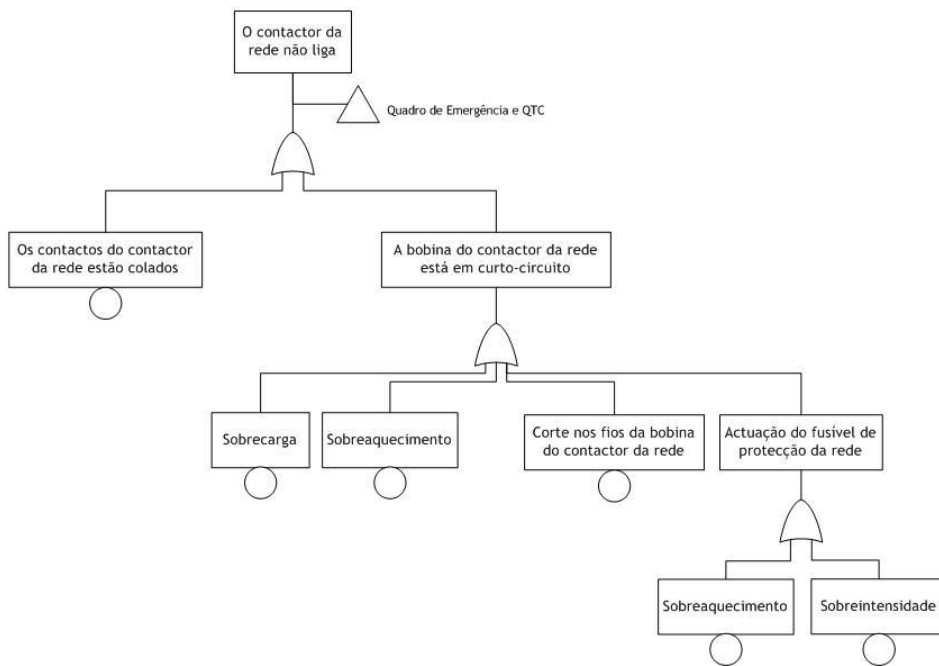 O contactor da
rede não liga
Quadro de Emergência e QTC
Os contactos do contactor
da rede estão colados
A bobina do contactor da rede
está em curto-circuito
Sobrecarga
Sobreaquecimento
Corte nos fios da bobina
do contactor da rede
Actuação do fusível de
protecção da rede
Sobreaquecimento
Sobreintensidade